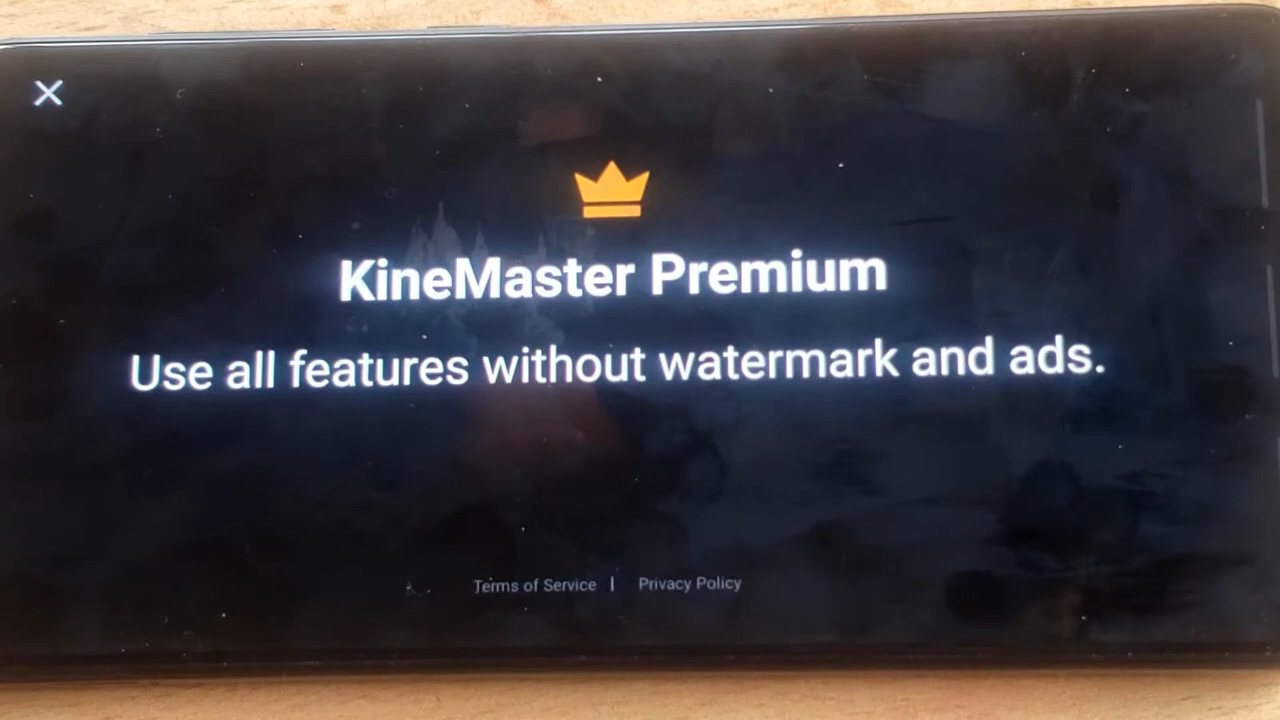 KineMaster Premium
Use all features without watermark and ads.
Terms of Service | Privacy Policy